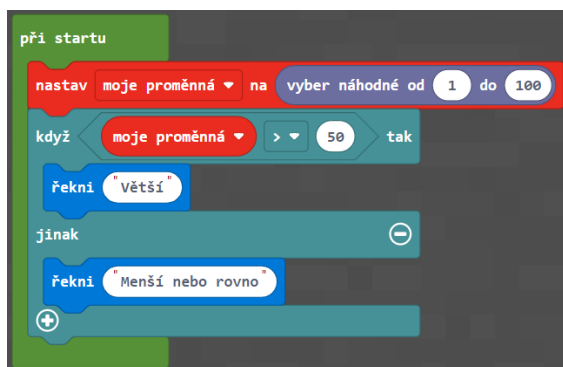 při startu
nastav moje proměnná na vyber náhodné od 1 do 100
když moje proměnná > 50 tak
řekni "Větší"
jinak
řekni "Menší nebo rovno"